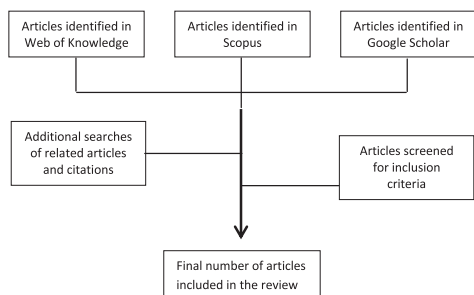 Articles identified in
Web of Knowledge
Articles identified in
Scopus
Articles identified in
Google Scholar
Additional searches
of related articles
and citations
Articles screened
for inclusion
criteria
Final number of articles
included in the review